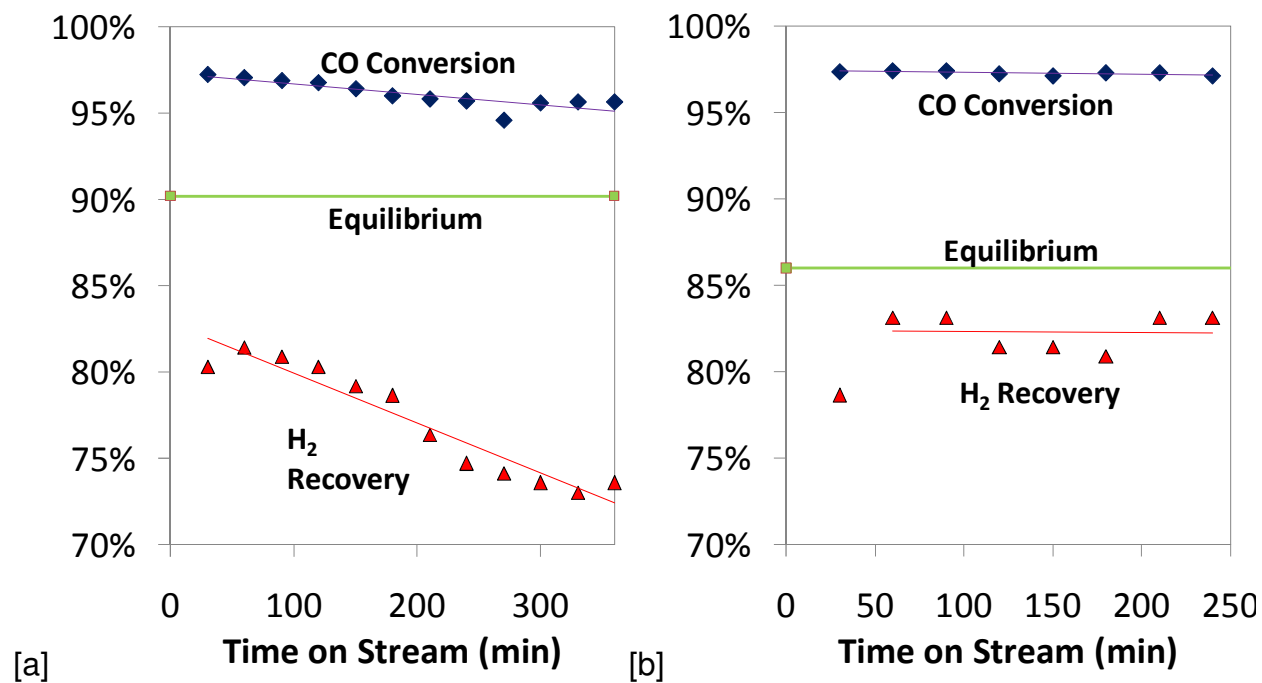 100%
95%
90%
85%
80%
75%
70%
CO Conversion
Equilibrium
H2
Recovery
0 100 200 300
Time on Stream (min)
[a]
100%
95%
90%
85%
80%
75%
70%
CO Conversion
Equilibrium
H2 Recovery
0 50 100 150 200 250
Time on Stream (min)
[b]